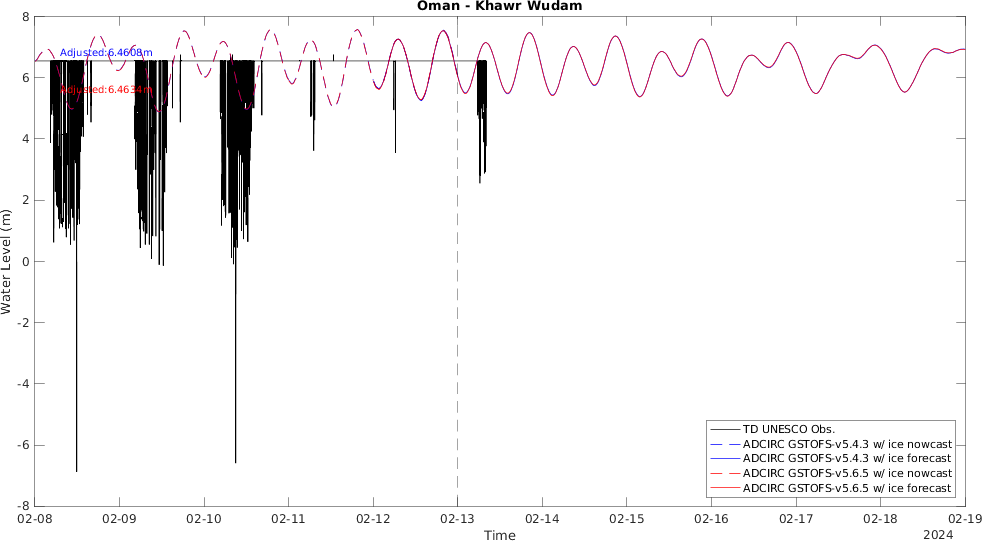 Oman - Khawr Wudam
8
6
4
2
0
-2
-4
-6
-8
Water Level (m)
Adjusted:6.4608m
Adjusted:6.4634m
TD UNESCO Obs.
ADCIRC GSTOFS-v5.4.3 w/ ice nowcast
ADCIRC GSTOFS-v5.4.3 w/ ice forecast
ADCIRC GSTOFS-v5.6.5 w/ ice nowcast
ADCIRC GSTOFS-v5.6.5 w/ ice forecast
02-08 02-09 02-10 02-11 02-12 02-13 02-14 02-15 02-16 02-17 02-18 02-19
Time
2024